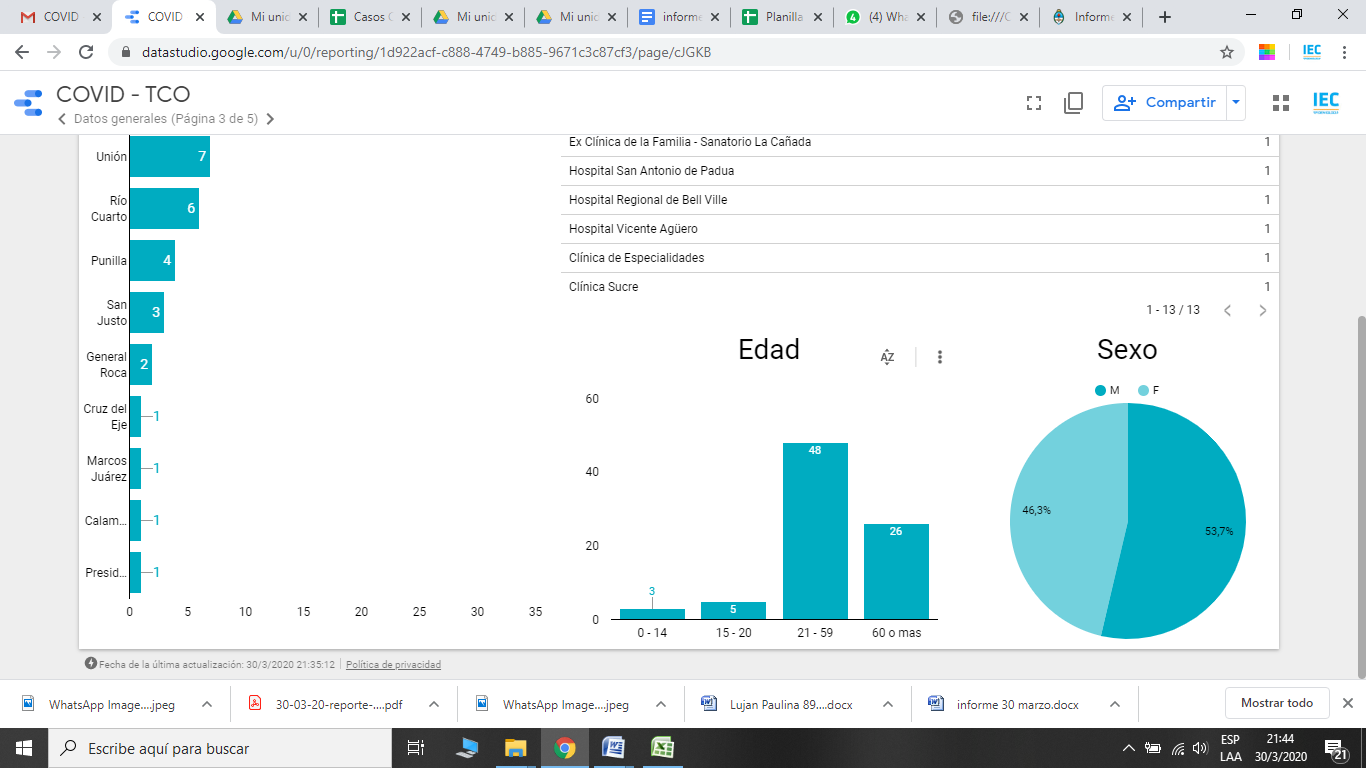 COVID
COVID
Mi unic
Casos C
Mi unic
Mi unic
informe
Planilla
(4) Wha
file:///C
Informe
datastudio.google.com/u/0/reporting/1d922acf-c888-4749-b885-9671c3c87cf3/page/cJGKB
IEC
COVID - TCO
Datos generales (Página 3 de 5)
Compartir
IEC
Unión 7
Río Cuarto 6
Punilla 4
San Justo 3
General Roca 2
Cruz del Eje 1
Marcos Juárez 1
Calam... 1
Presid... 1
0 5 10 15 20 25 30 35
Ex Clínica de la Familia - Sanatorio La Cañada 1
Hospital San Antonio de Padua 1
Hospital Regional de Bell Ville 1
Hospital Vicente Agüero 1
Clínica de Especialidades 1
Clínica Sucre 1
1 - 13 / 13
Edad
AZ
60
40
20
0
3
5
48
26
0 - 14 15 - 20 21 - 59 60 o mas
Sexo
M F
46,3%
53,7%
Fecha de la última actualización: 30/3/2020 21:35:12 Política de privacidad
WhatsApp Image....jpeg
30-03-20-reporte-....pdf
WhatsApp Image....jpeg
Lujan Paulina 89....docx
informe 30 marzo.docx
Mostrar todo
Escribe aquí para buscar
ESP
LAA
21:44
30/3/2020
21